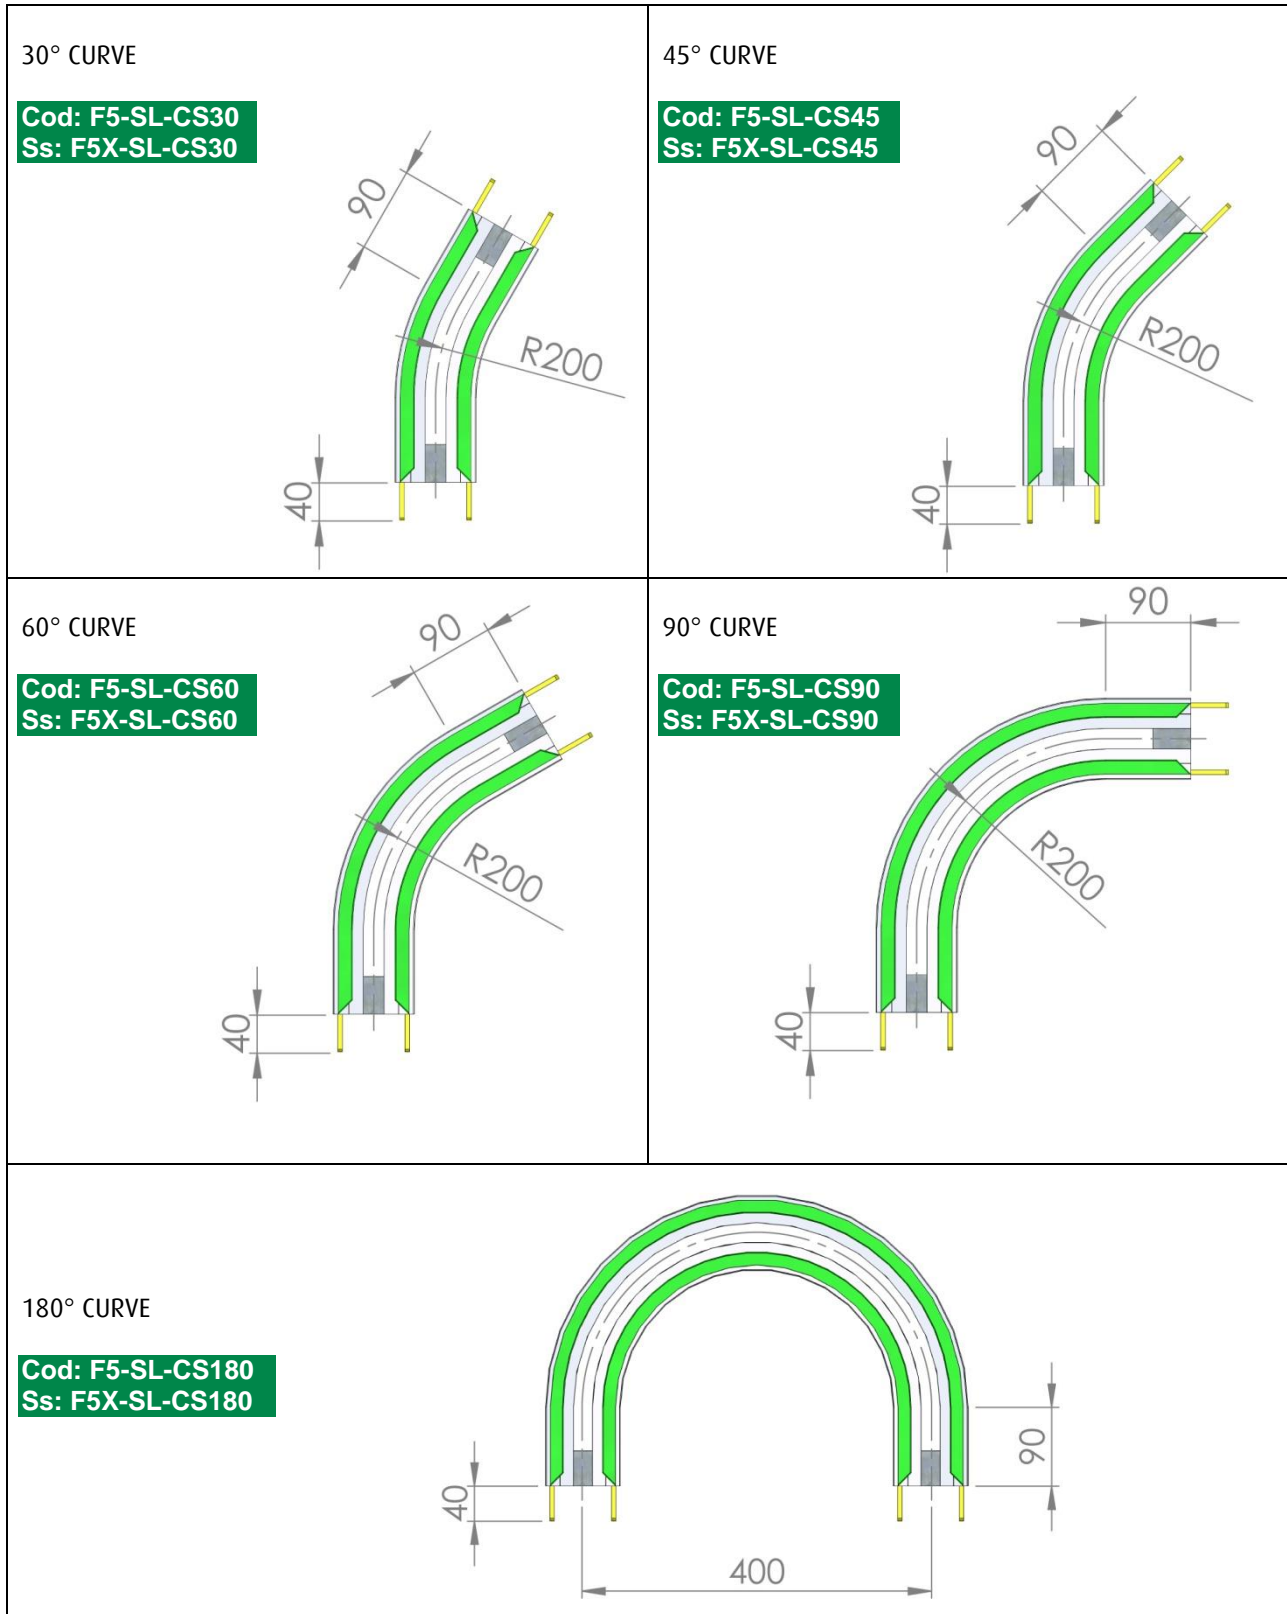 30° CURVE
Cod: F5-SL-CS30
Ss: F5X-SL-CS30
90
R200
40
45° CURVE
Cod: F5-SL-CS45
Ss: F5X-SL-CS45
90
R200
40
60° CURVE
Cod: F5-SL-CS60
Ss: F5X-SL-CS60
90
R200
40
90° CURVE
Cod: F5-SL-CS90
Ss: F5X-SL-CS90
90
R200
40
180° CURVE
Cod: F5-SL-CS180
Ss: F5X-SL-CS180
90
40
400